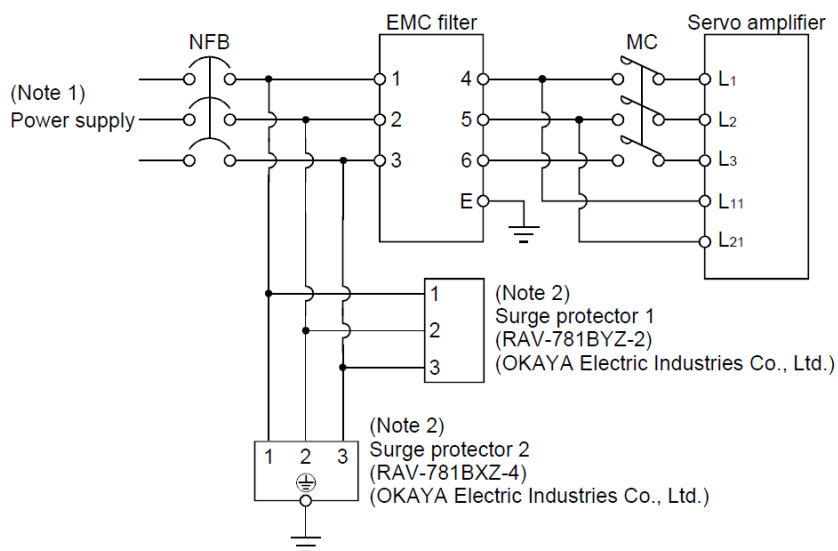 EMC filter
Servo amplifier
NFB
MC
(Note 1)
Power supply
1
2
3
4
5
6
E
L1
L2
L3
L11
L21
1
2
3
(Note 2)
Surge protector 1
(RAV-781BYZ-2)
(OKAYA Electric Industries Co., Ltd.)
1 2 3
(Note 2)
Surge protector 2
(RAV-781BXZ-4)
(OKAYA Electric Industries Co., Ltd.)